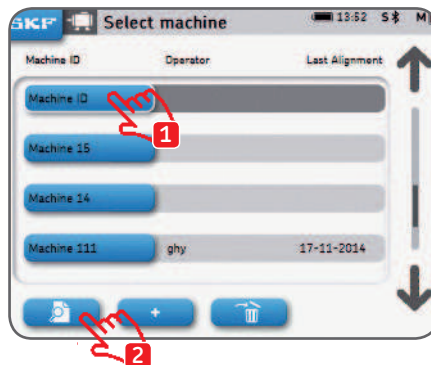 SKF Select machine 13:52 S M
Machine ID Operator Last Alignment
Machine ID
1
Machine 15
Machine 14
Machine 111 ghy 17-11-2014
+
2